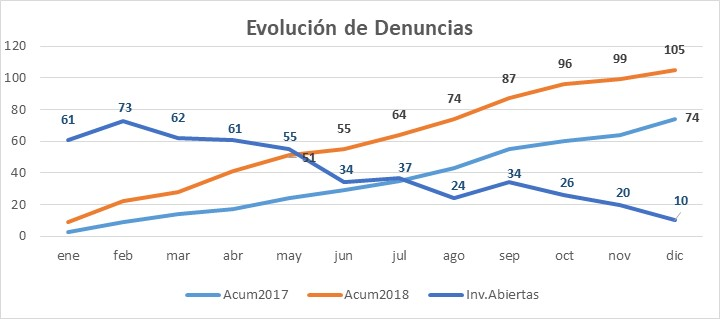 Evolución de Denuncias
120
100
80
60
40
20
0
61 73 62 61 55 34 37 24 34 26 20 10
51 55 64 74 87 96 99 105
74
ene feb mar abr may jun jul ago sep oct nov dic
Acum2017 Acum2018 Inv.Abiertas